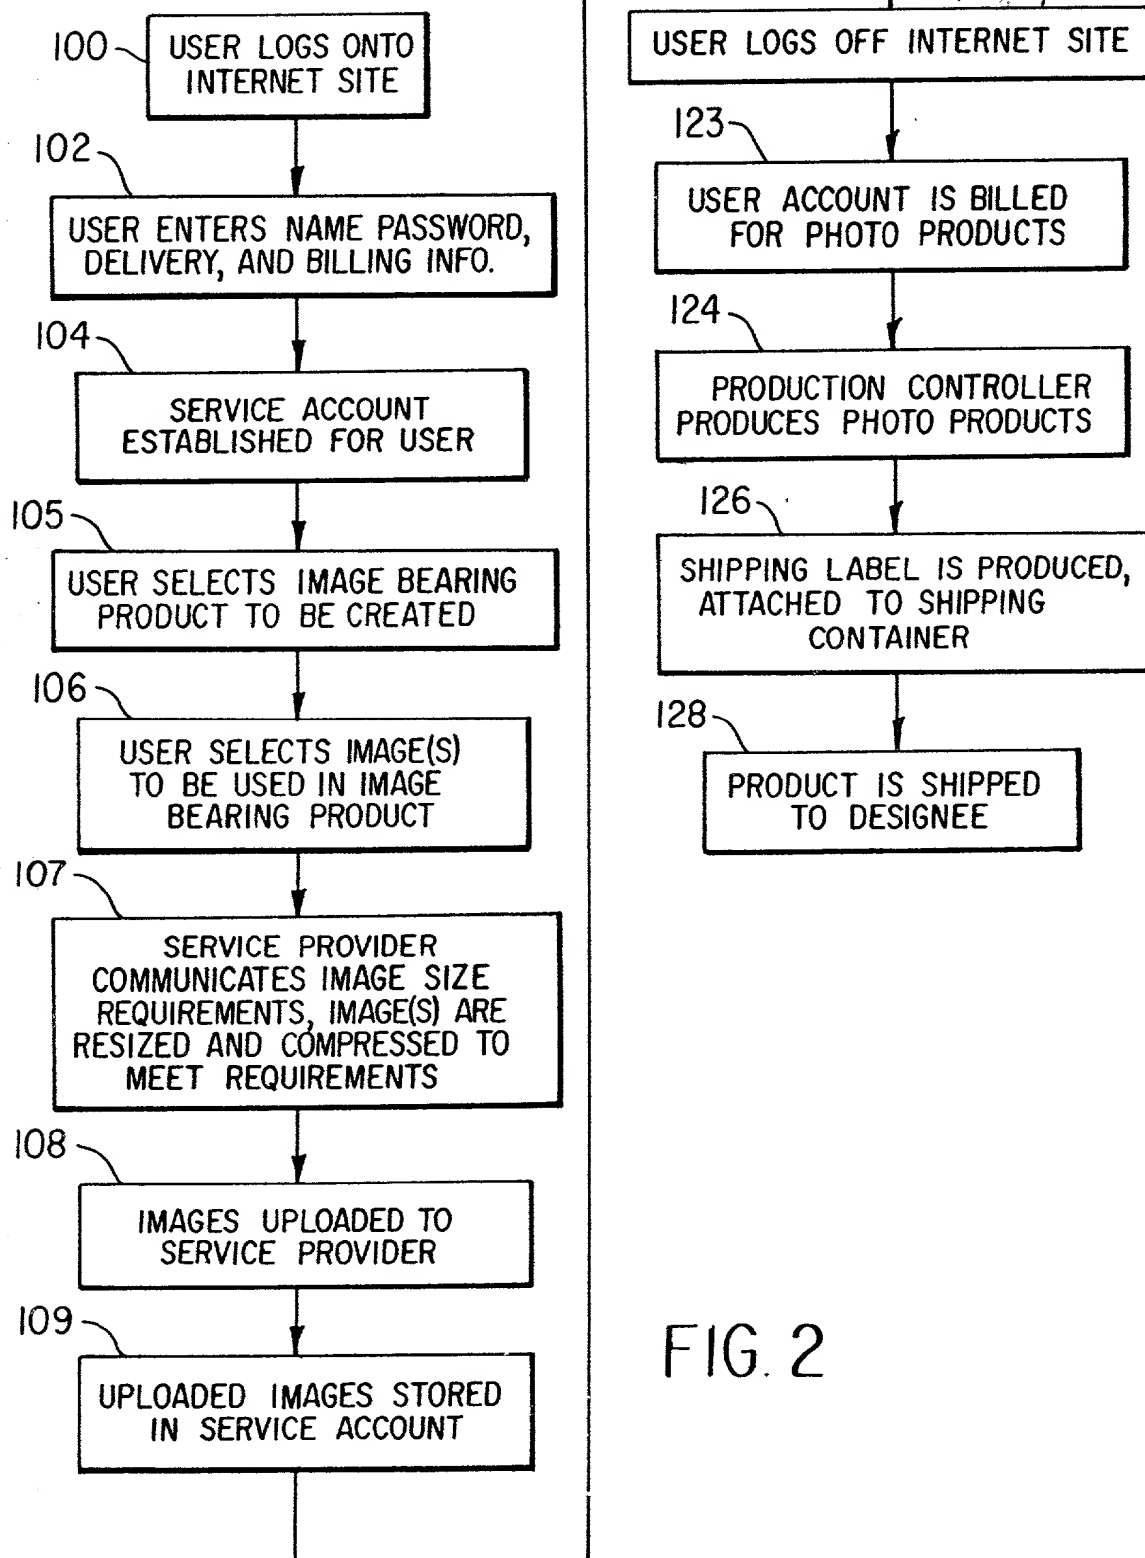 100
USER LOGS ONTO
INTERNET SITE
102
USER ENTERS NAME PASSWORD,
DELIVERY, AND BILLING INFO.
104
SERVICE ACCOUNT
ESTABLISHED FOR USER
105
USER SELECTS IMAGE BEARING
PRODUCT TO BE CREATED
106
USER SELECTS IMAGE(S)
TO BE USED IN IMAGE
BEARING PRODUCT
107
SERVICE PROVIDER
COMMUNICATES IMAGE SIZE
REQUIREMENTS, IMAGE(S) ARE
RESIZED AND COMPRESSED TO
MEET REQUIREMENTS
108
IMAGES UPLOADED TO
SERVICE PROVIDER
109
UPLOADED IMAGES STORED
IN SERVICE ACCOUNT
USER LOGS OFF INTERNET SITE
123
USER ACCOUNT IS BILLED
FOR PHOTO PRODUCTS
124
PRODUCTION CONTROLLER
PRODUCES PHOTO PRODUCTS
126
SHIPPING LABEL IS PRODUCED,
ATTACHED TO SHIPPING
CONTAINER
128
PRODUCT IS SHIPPED
TO DESIGNEE
FIG. 2